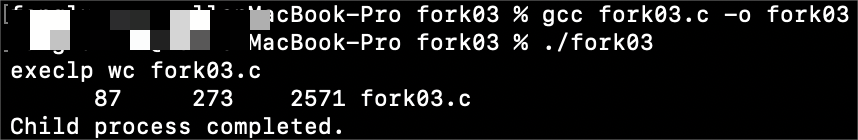 MacBook-Pro fork03 % gcc fork03.c -o fork03
MacBook-Pro fork03 % ./fork03
execlp wc fork03.c
87 273 2571 fork03.c
Child process completed.